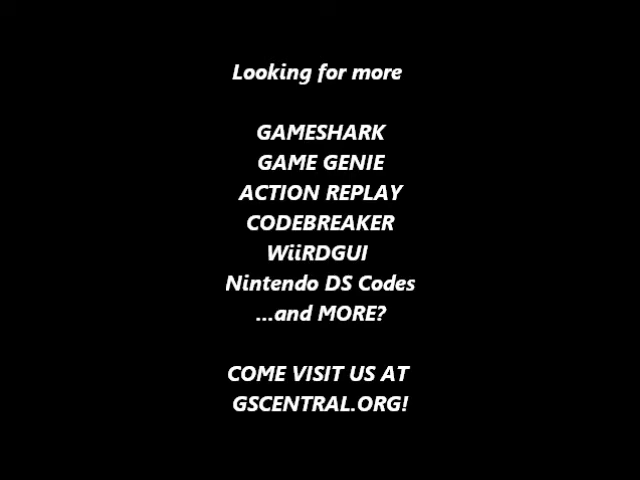 Looking for more
GAMESHARK
GAME GENIE
ACTION REPLAY
CODEBREAKER
WiiRDGUI
Nintendo DS Codes
...and MORE?
COME VISIT US AT
GSCENTRAL.ORG!